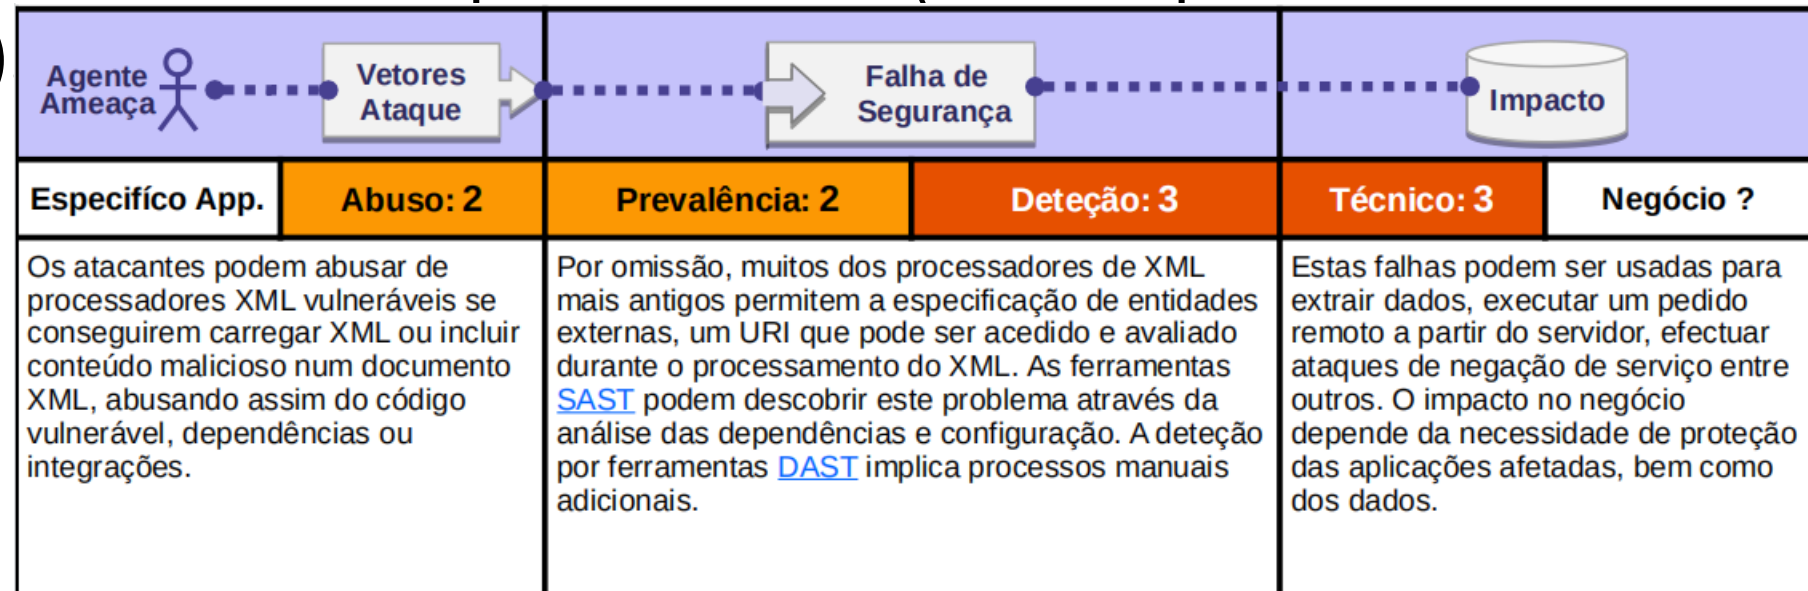 Agente
Ameaça
Vetores
Ataque
Falha de
Segurança
Impacto
Especifíco App.
Abuso: 2
Prevalência: 2
Deteção: 3
Técnico: 3
Negócio ?
Os atacantes podem abusar de
processadores XML vulneráveis se
conseguirem carregar XML ou incluir
conteúdo malicioso num documento
XML, abusando assim do código
vulnerável, dependências ou
integrações.
Por omissão, muitos dos processadores de XML
mais antigos permitem a especificação de entidades
externas, um URI que pode ser acedido e avaliado
durante o processamento do XML. As ferramentas
SAST podem descobrir este problema através da
análise das dependências e configuração. A deteção
por ferramentas DAST implica processos manuais
adicionais.
Estas falhas podem ser usadas para
extrair dados, executar um pedido
remoto a partir do servidor, efectuar
ataques de negação de serviço entre
outros. O impacto no negócio
depende da necessidade de proteção
das aplicações afetadas, bem como
dos dados.